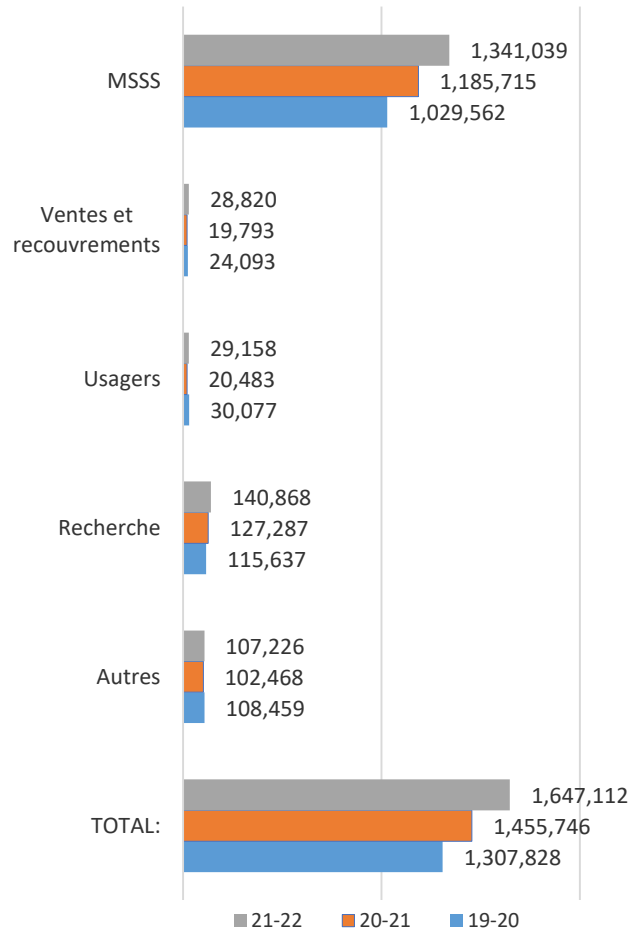 1,341,039
MSSS
1,185,715
1,029,562
28,820
Ventes et
recouvrements
19,793
24,093
29,158
Usagers
20,483
30,077
140,868
Recherche
127,287
115,637
107,226
Autres
102,468
108,459
1,647,112
TOTAL:
1,455,746
1,307,828
21-22 20-21 19-20